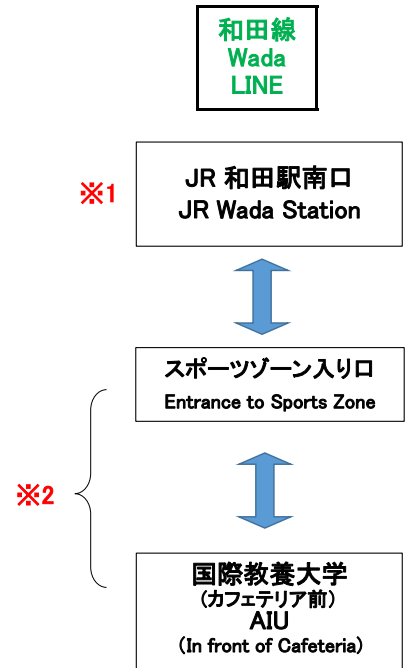 和田線
Wada
LINE
JR 和田駅南口
※1
JR Wada Station
スポーツゾーン入り口
Entrance to Sports Zone
※2
国際教養大学
(カフェテリア前)
AIU
(In front of Cafeteria)